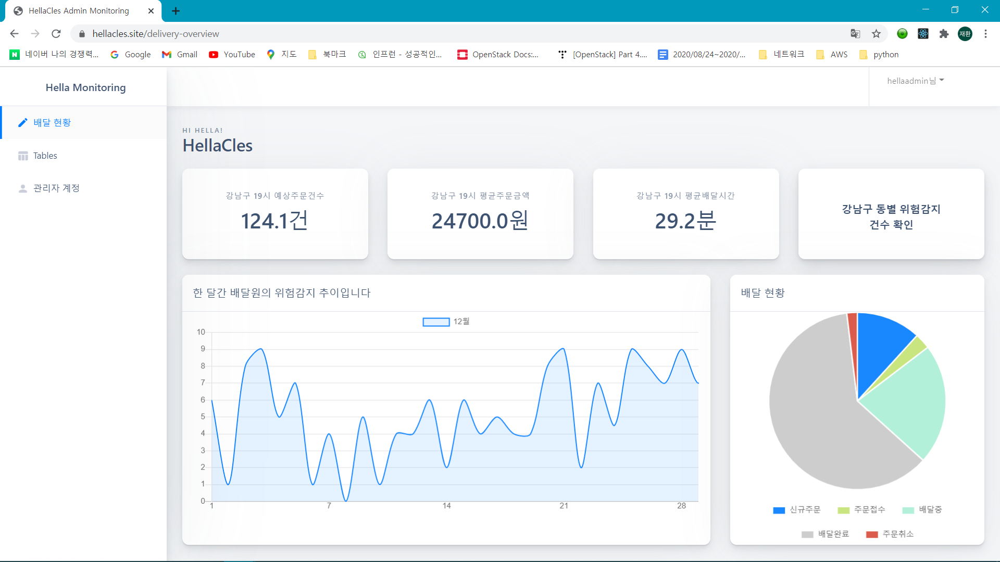 HellaCles Admin Monitoring
hellacles.site/delivery-overview
재환
네이버 나의 경쟁력...
Google
Gmail
YouTube
지도
북마크
인프런 - 성공적인...
OpenStack Docs:...
[OpenStack] Part 4....
2020/08/24~2020/...
네트워크
AWS
python
Hella Monitoring
hellaadmin님
배달 현황
Tables
관리자 계정
HI HELLA!
HellaCles
강남구 19시 예상주문건수
124.1건
강남구 19시 평균주문금액
24700.0원
강남구 19시 평균배달시간
29.2분
강남구 동별 위험감지
건수 확인
한 달간 배달원의 위험감지 추이입니다
12월
10
9
8
7
6
5
4
3
2
1
0
1 7 14 21 28
배달 현황
신규주문 주문접수 배달중
배달완료 주문취소